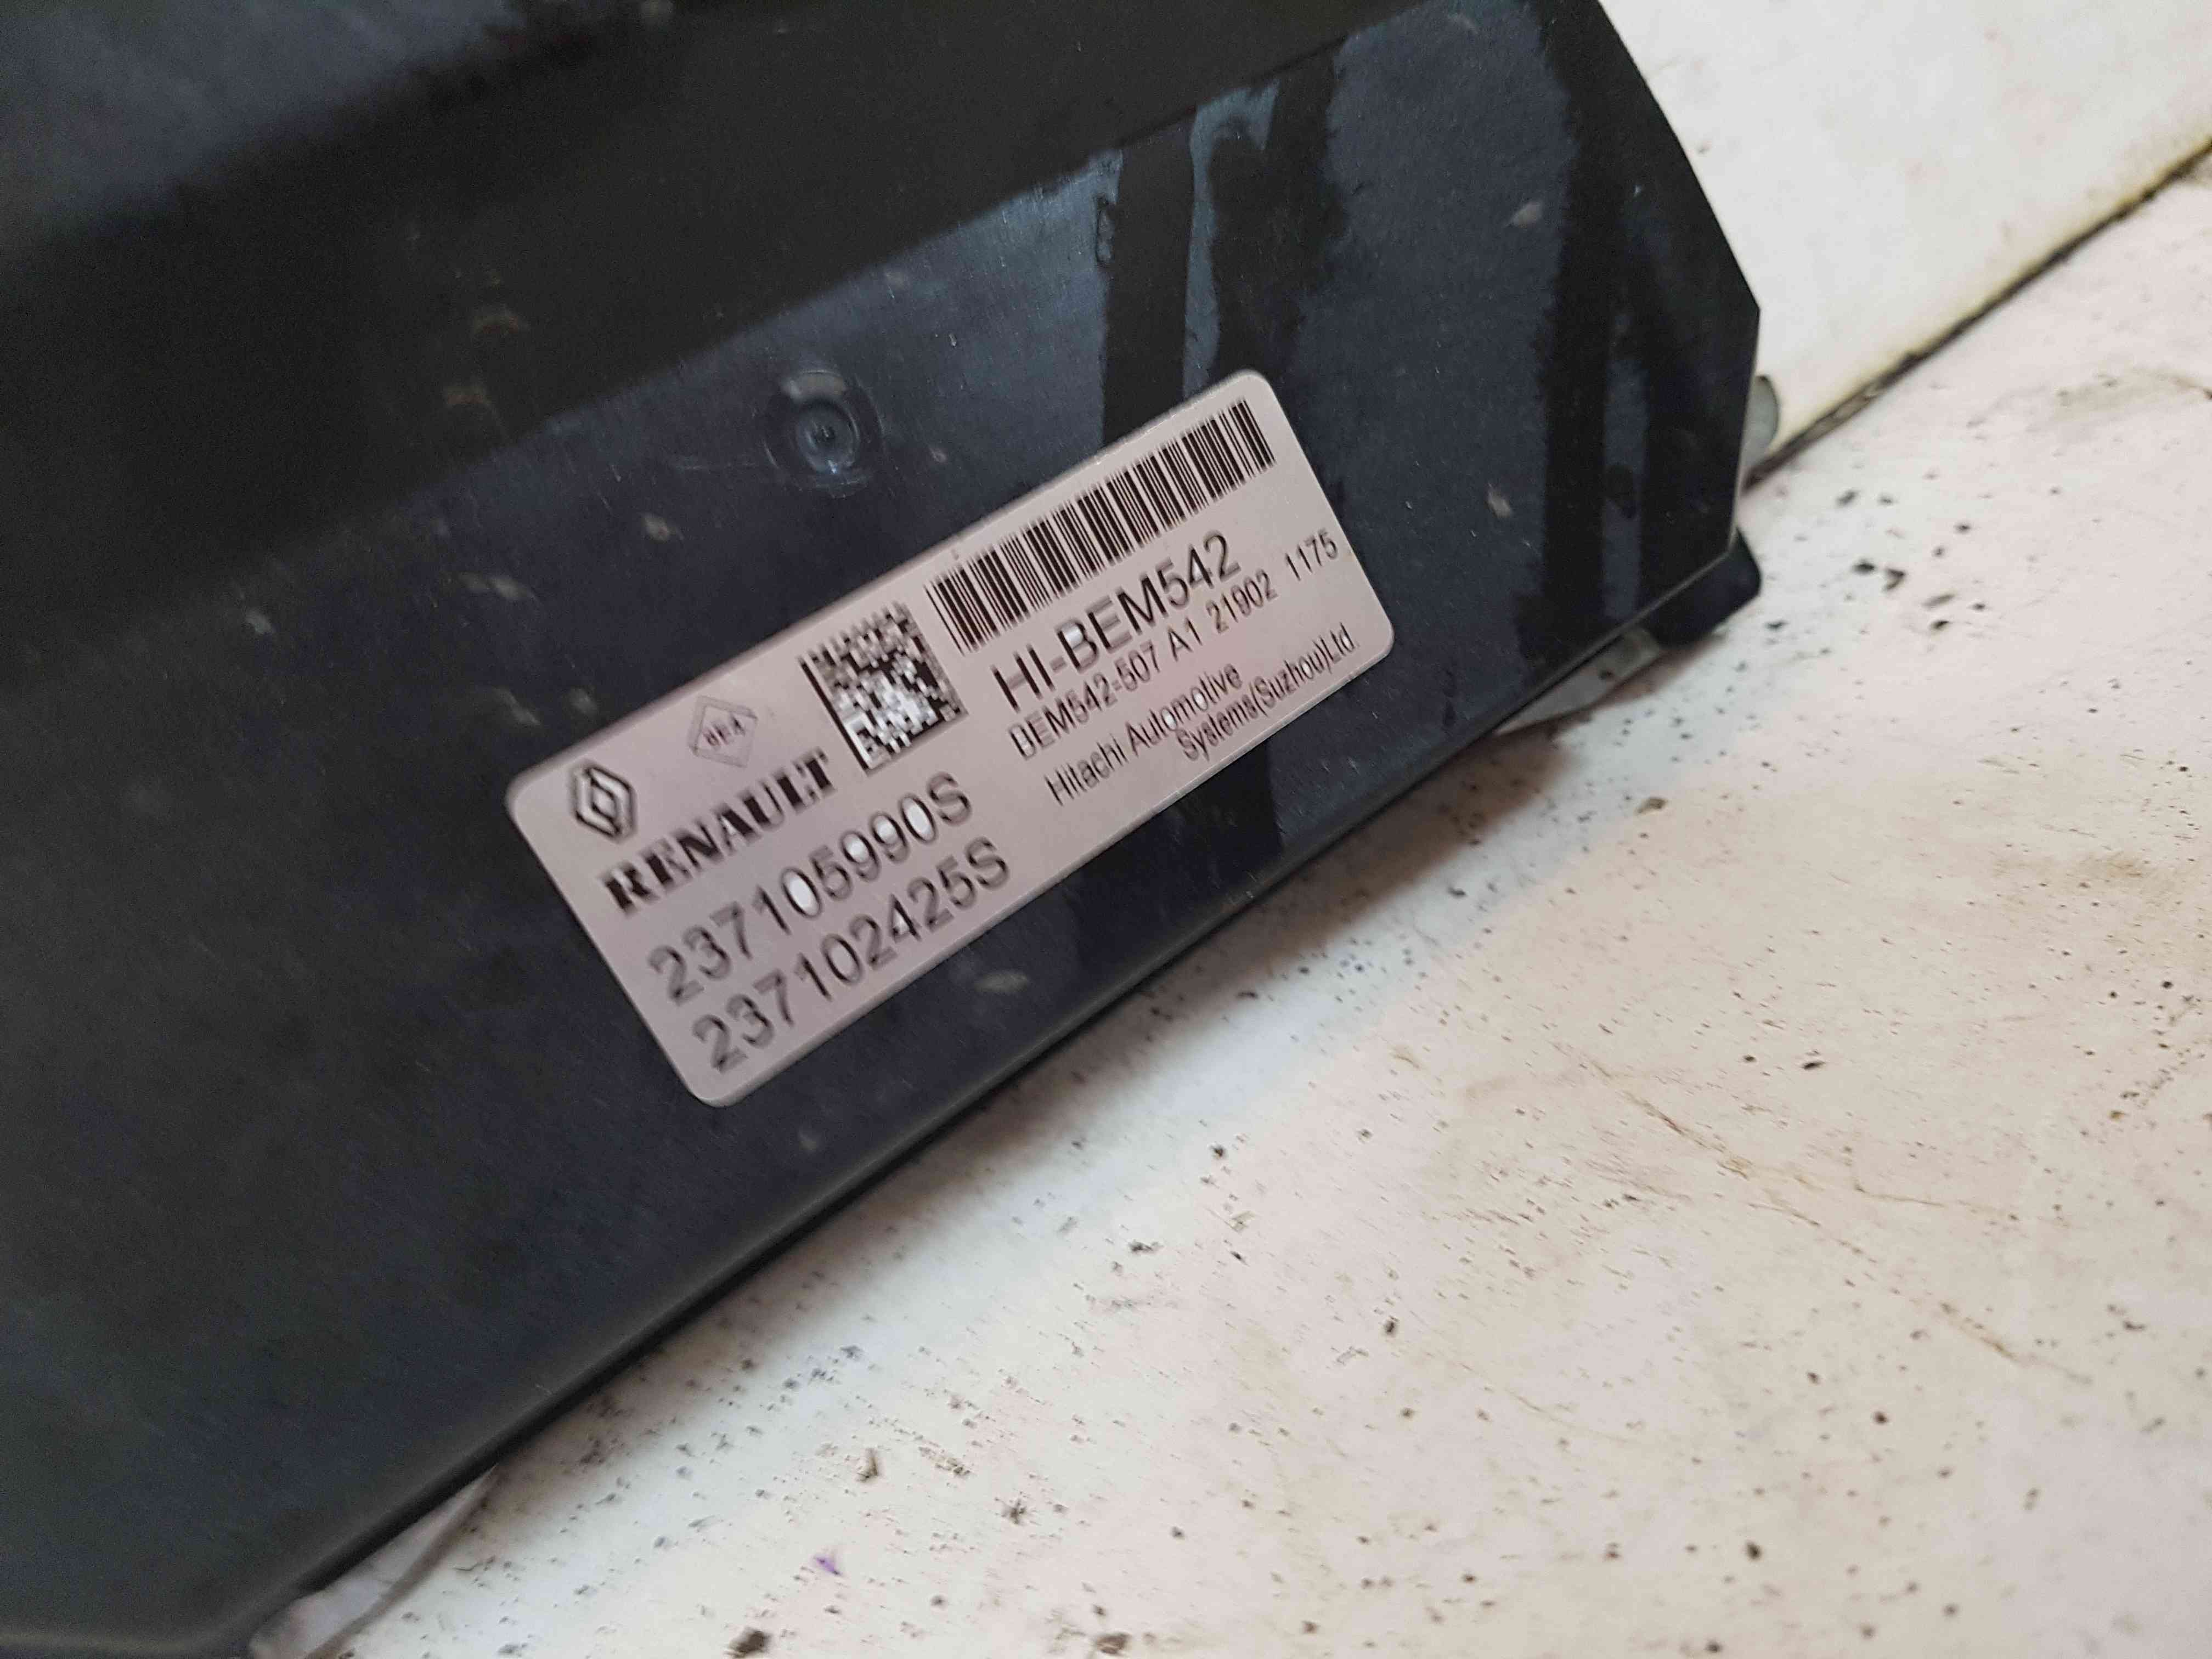 RENAULT
237105990S
237102425S
HI-BEM542
BEM542-507 A1 21902 1175
Hitachi Automotive
Systems(Suzhou)Ltd